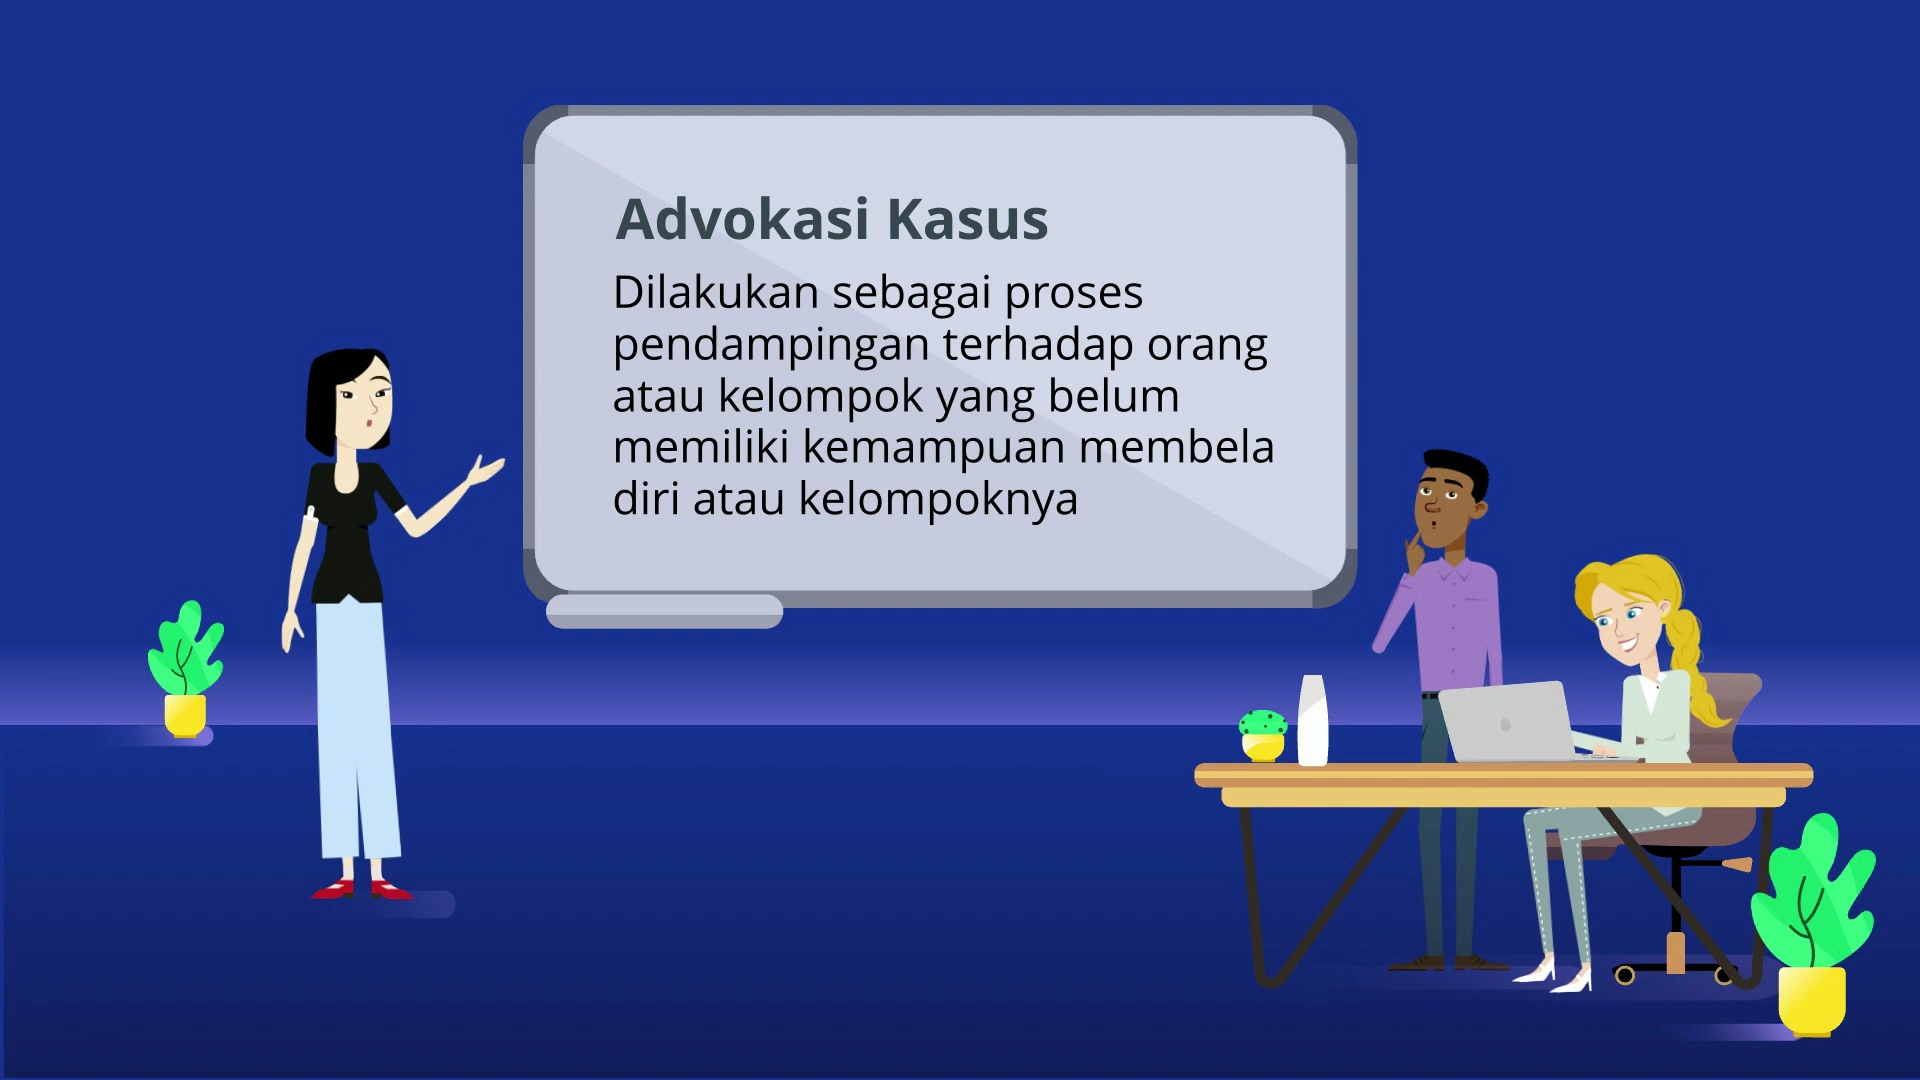 Advokasi Kasus
Dilakukan sebagai proses
pendampingan terhadap orang
atau kelompok yang belum
memiliki kemampuan membela
diri atau kelompoknya